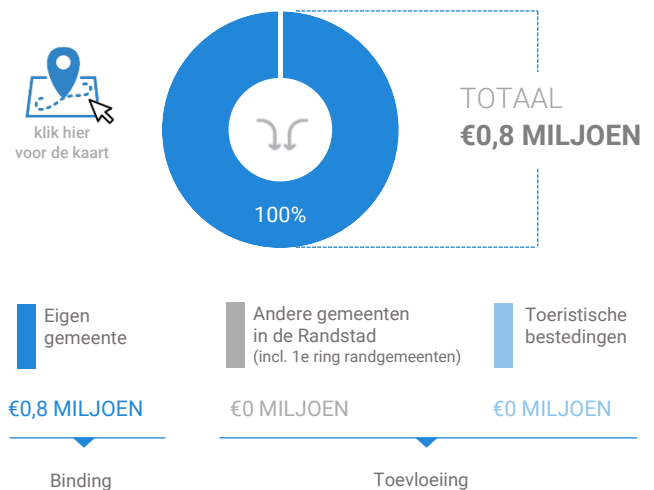 klik hier
voor de kaart
100%
TOTAAL
€0,8 MILJOEN
Eigen
gemeente
Andere gemeenten
in de Randstad
(incl. 1e ring randgemeenten)
Toeristische
bestedingen
€0,8 MILJOEN
€0 MILJOEN
€0 MILJOEN
Binding
Toevloeiing